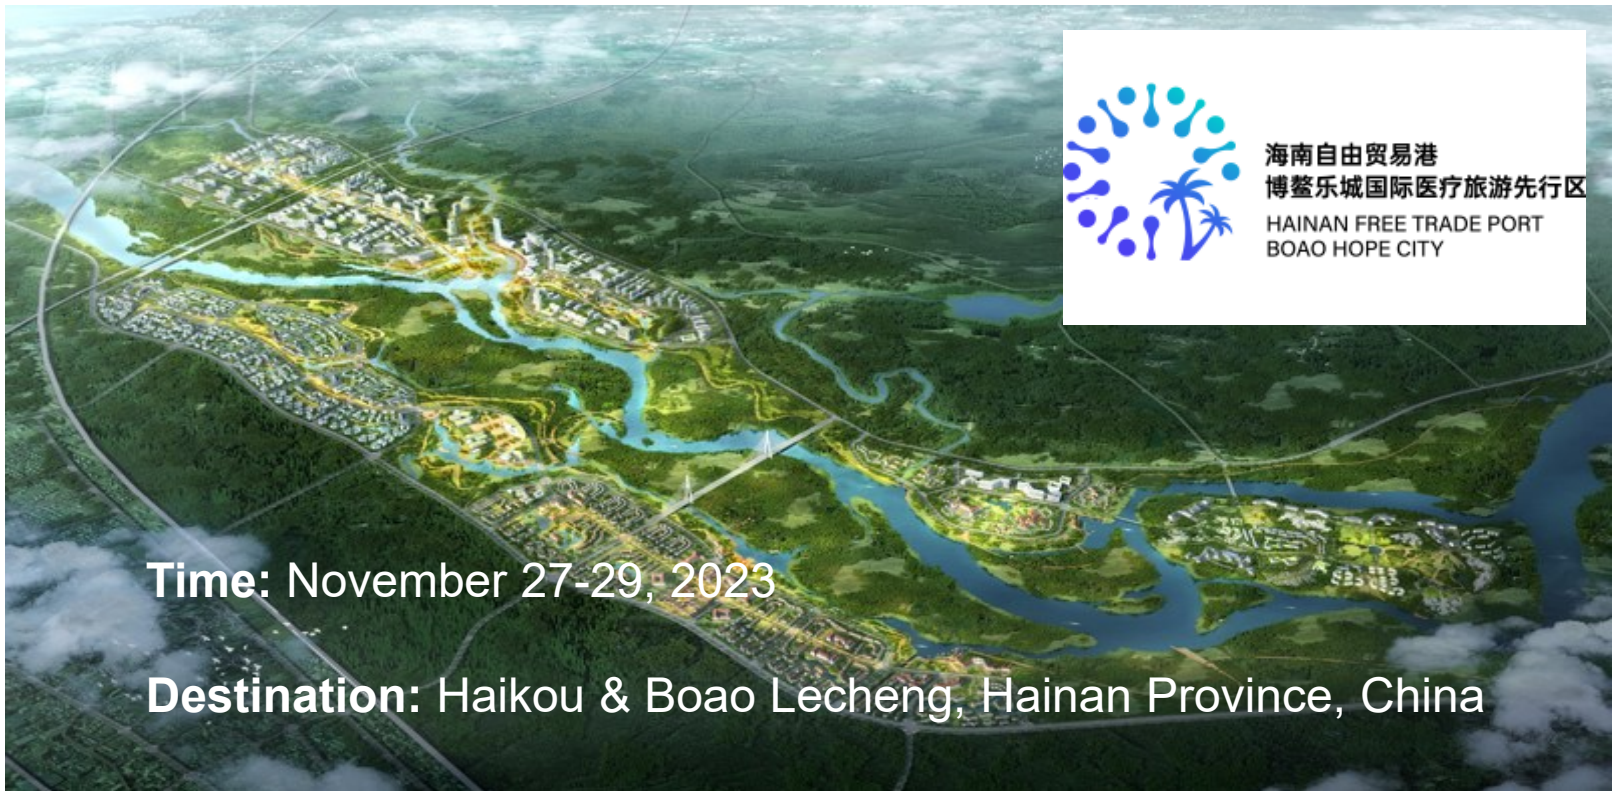 海南自由贸易港
博鳌乐城国际医疗旅游先行区
HAINAN FREE TRADE PORT
BOAO HOPE CITY
Time: November 27-29, 2023
Destination: Haikou & Boao Lecheng, Hainan Province, China